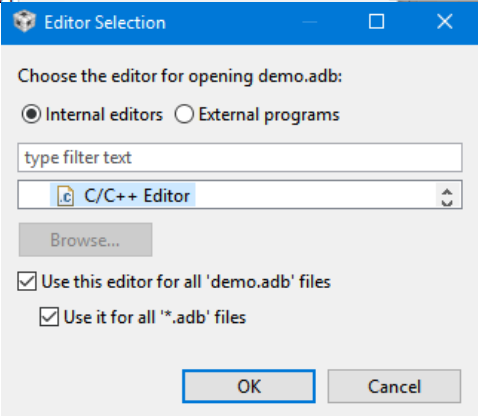 Editor Selection
Choose the editor for opening demo.adb:
Internal editors External programs
type filter text
.c C/C++ Editor
Browse...
Use this editor for all 'demo.adb' files
Use it for all '*.adb' files
OK Cancel